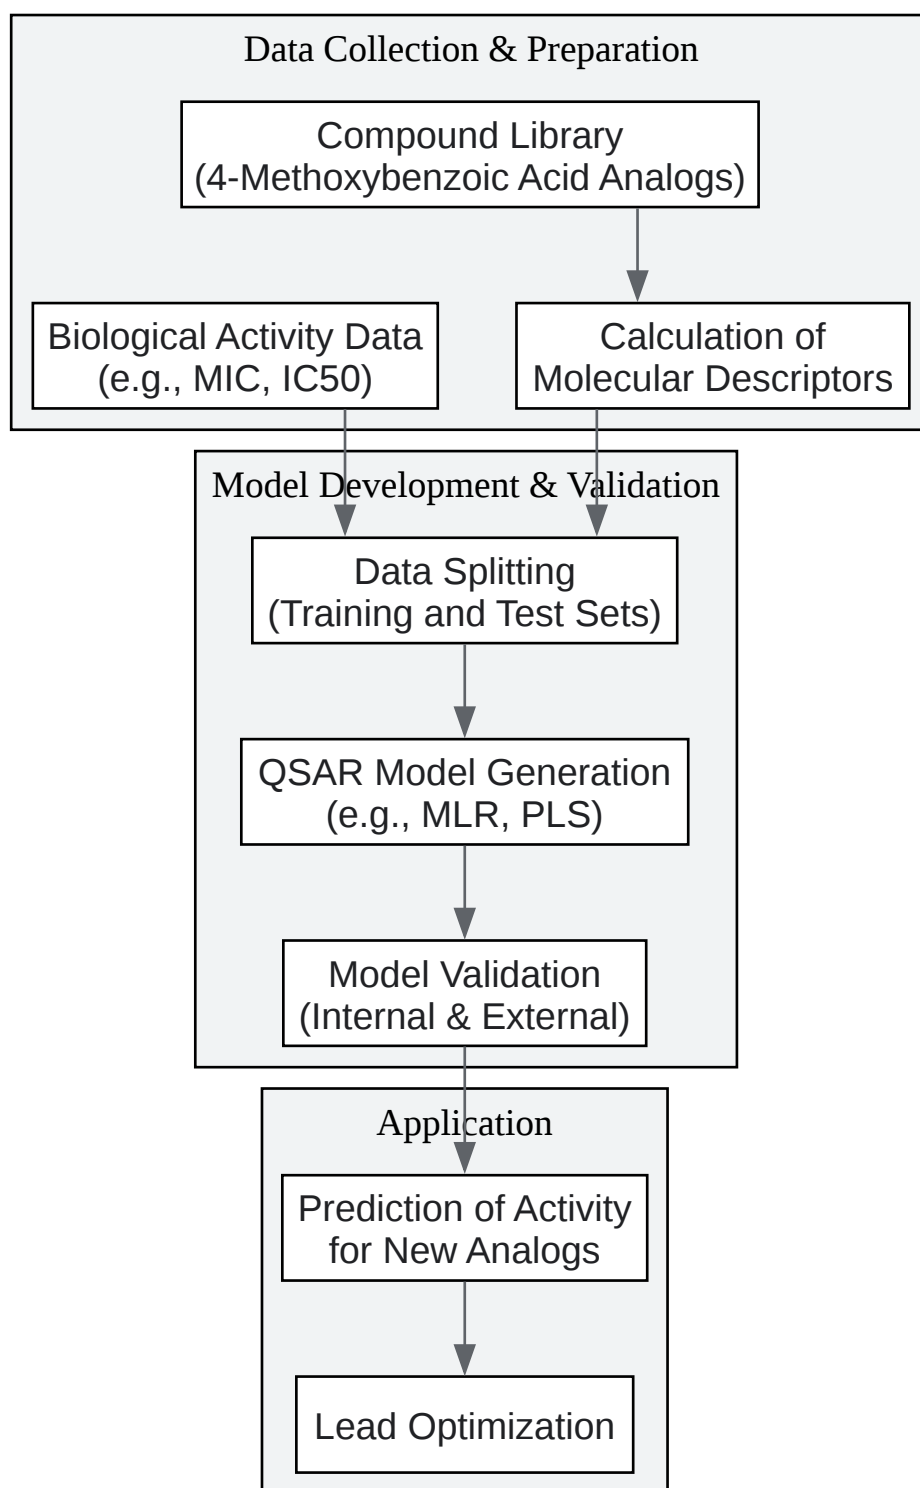 Data Collection & Preparation
Compound Library
(4-Methoxybenzoic Acid Analogs)
Biological Activity Data
(e.g., MIC, IC50)
Calculation of
Molecular Descriptors
Model Development & Validation
Data Splitting
(Training and Test Sets)
QSAR Model Generation
(e.g., MLR, PLS)
Model Validation
(Internal & External)
Application
Prediction of Activity
for New Analogs
Lead Optimization